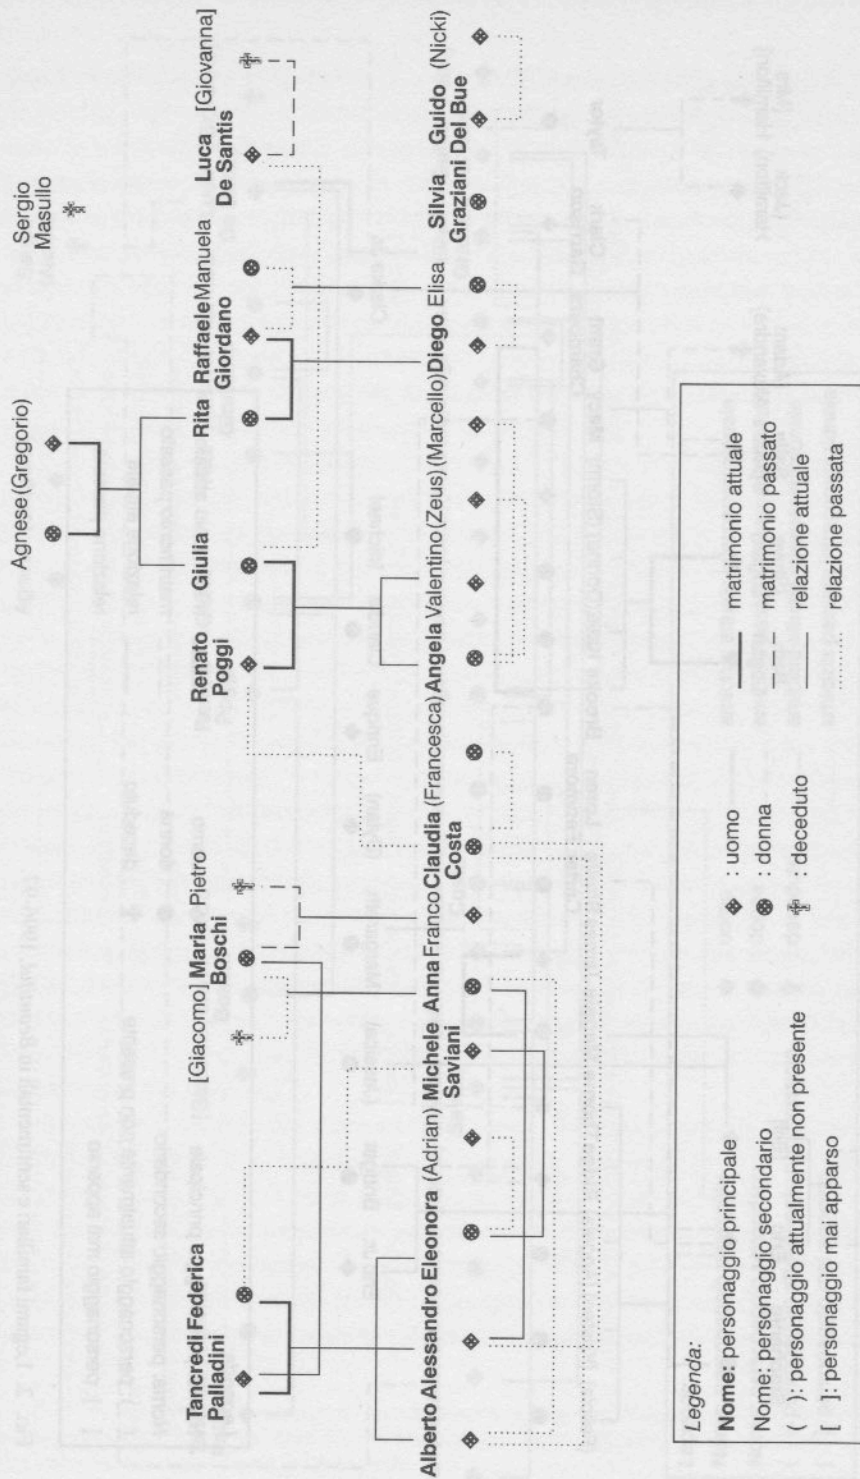 Agnese (Gregorio)
Sergio
Masullo
Tancredi Federica
Palladini
[Giacomo] Maria Pietro
Boschi
Renato Giulia
Poggi
Rita Raffaele Manuela
Giordano
Luca [Giovanna]
De Santis
Alberto Alessandro Eleonora (Adrian) Michele Anna Franco Claudia (Francesca) Angela Valentino (Zeus) (Marcello) Diego Elisa
Saviani
Costa
Silvia Guido (Nicki)
Graziani Del Bue
Legenda:
Nome: personaggio principale
Nome: personaggio secondario
( ): personaggio attualmente non presente
[ ]: personaggio mai apparso
: uomo
: donna
: deceduto
matrimonio attuale
matrimonio passato
relazione attuale
relazione passata